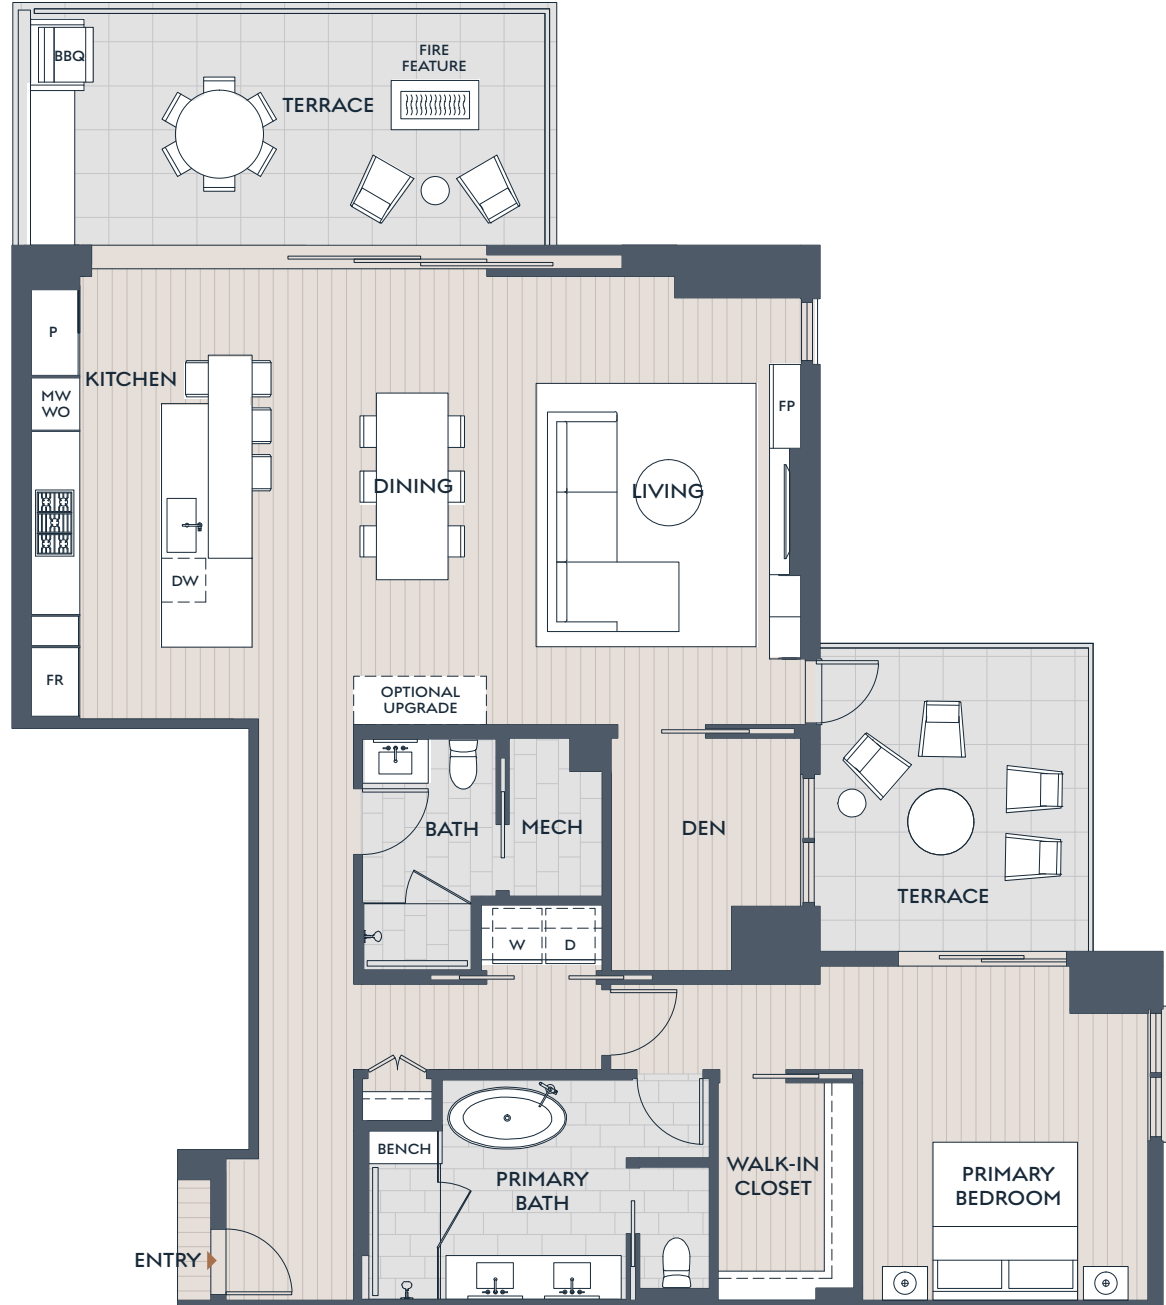 BBQ
FIRE
FEATURE
TERRACE
P
KITCHEN
MW
WO
FP
DINING
LIVING
DW
FR
OPTIONAL
UPGRADE
BATH
MECH
DEN
TERRACE
W
D
BENCH
PRIMARY
BATH
WALK-IN
CLOSET
PRIMARY
BEDROOM
ENTRY